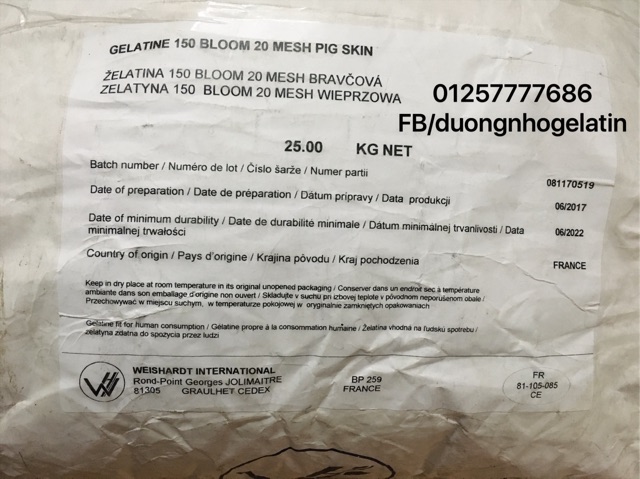 GELATINE 150 BLOOM 20 MESH PIG SKIN
ŽELATINA 150 BLOOM 20 MESH BRAVČOVÁ
ZELATYNA 150 BLOOM 20 MESH WIEPRZOWA
01257777686
FB/duongnhogelatin
25.00 KG NET
Batch number / Numéro de lot / Číslo šarže / Numer partii
081170519
Date of preparation / Date de préparation / Dátum prípravy / Data produkcji
06/2017
Date of minimum durability / Date de durabilité minimale / Dátum minimálnej trvanlivosti / Data
minimalnej trwałości
06/2022
Country of origin / Pays d'origine / Krajina pôvodu / Kraj pochodzenia
FRANCE
Keep in dry place at room temperature in its original unopened packaging / Conserver dans un endroit sec à température
ambiante dans son emballage d'origine non ouvert / Skladujte v suchu pri izbovej teplote v pôvodnom neporušenom obale /
Przechowywać w miejscu suchym, w temperaturze pokojowej w oryginalnie zamkniętych opakowaniach
Gelatine fit for human consumption / Gélatine propre à la consommation humaine / Želatina vhodná na ľudskú spotrebu /
żelatyna zdatna do spożycia przez ludzi
WEISHARDT INTERNATIONAL
Rond-Point Georges JOLIMAITRE
81305 GRAULHET CEDEX
BP 259
FRANCE
FR
81-105-085
CE